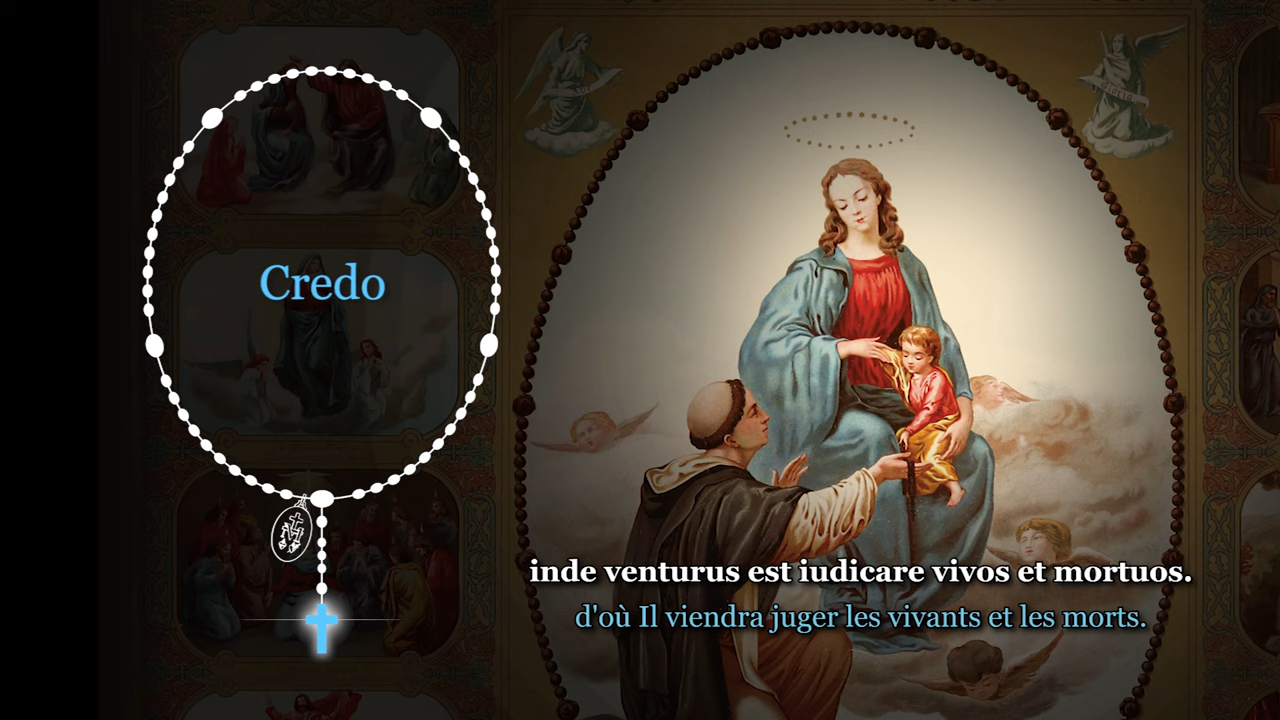 Credo
inde venturus est iudicare vivos et mortuos.
d'où Il viendra juger les vivants et les morts.